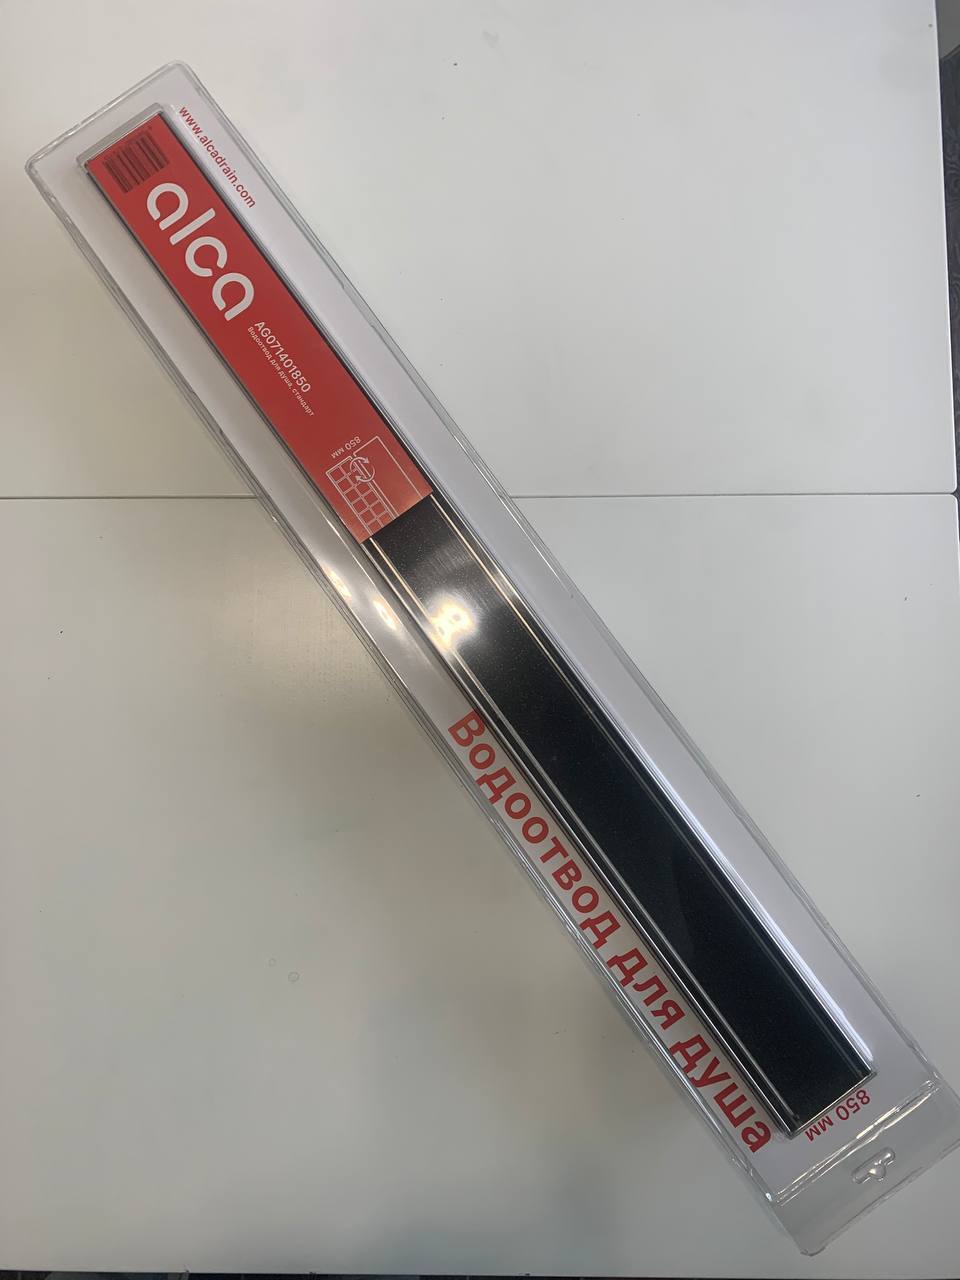 www.alcadrain.com
alca
AG071401850
Водоотвод для душа, стандарт
850 мм
Водоотвод для душа
850 мм